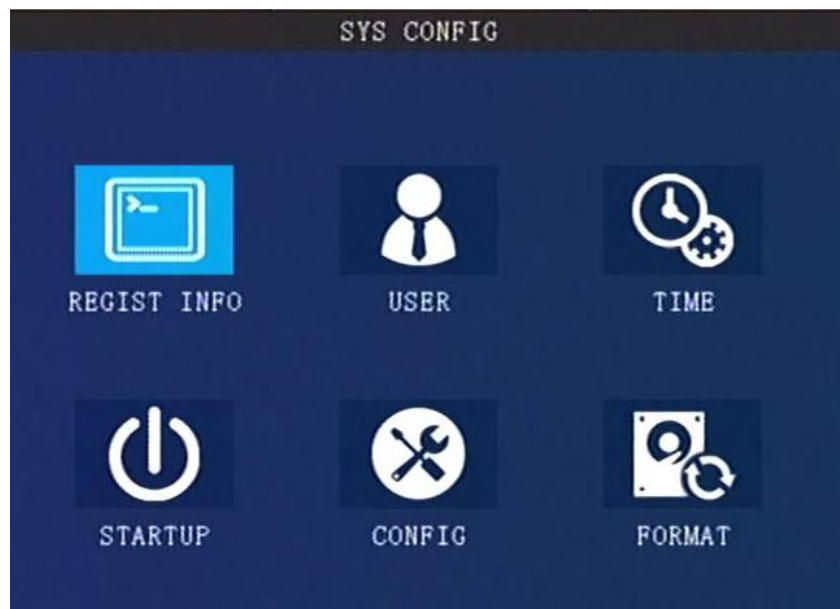 SYS CONFIG
REGIST INFO
USER
TIME
STARTUP
CONFIG
FORMAT